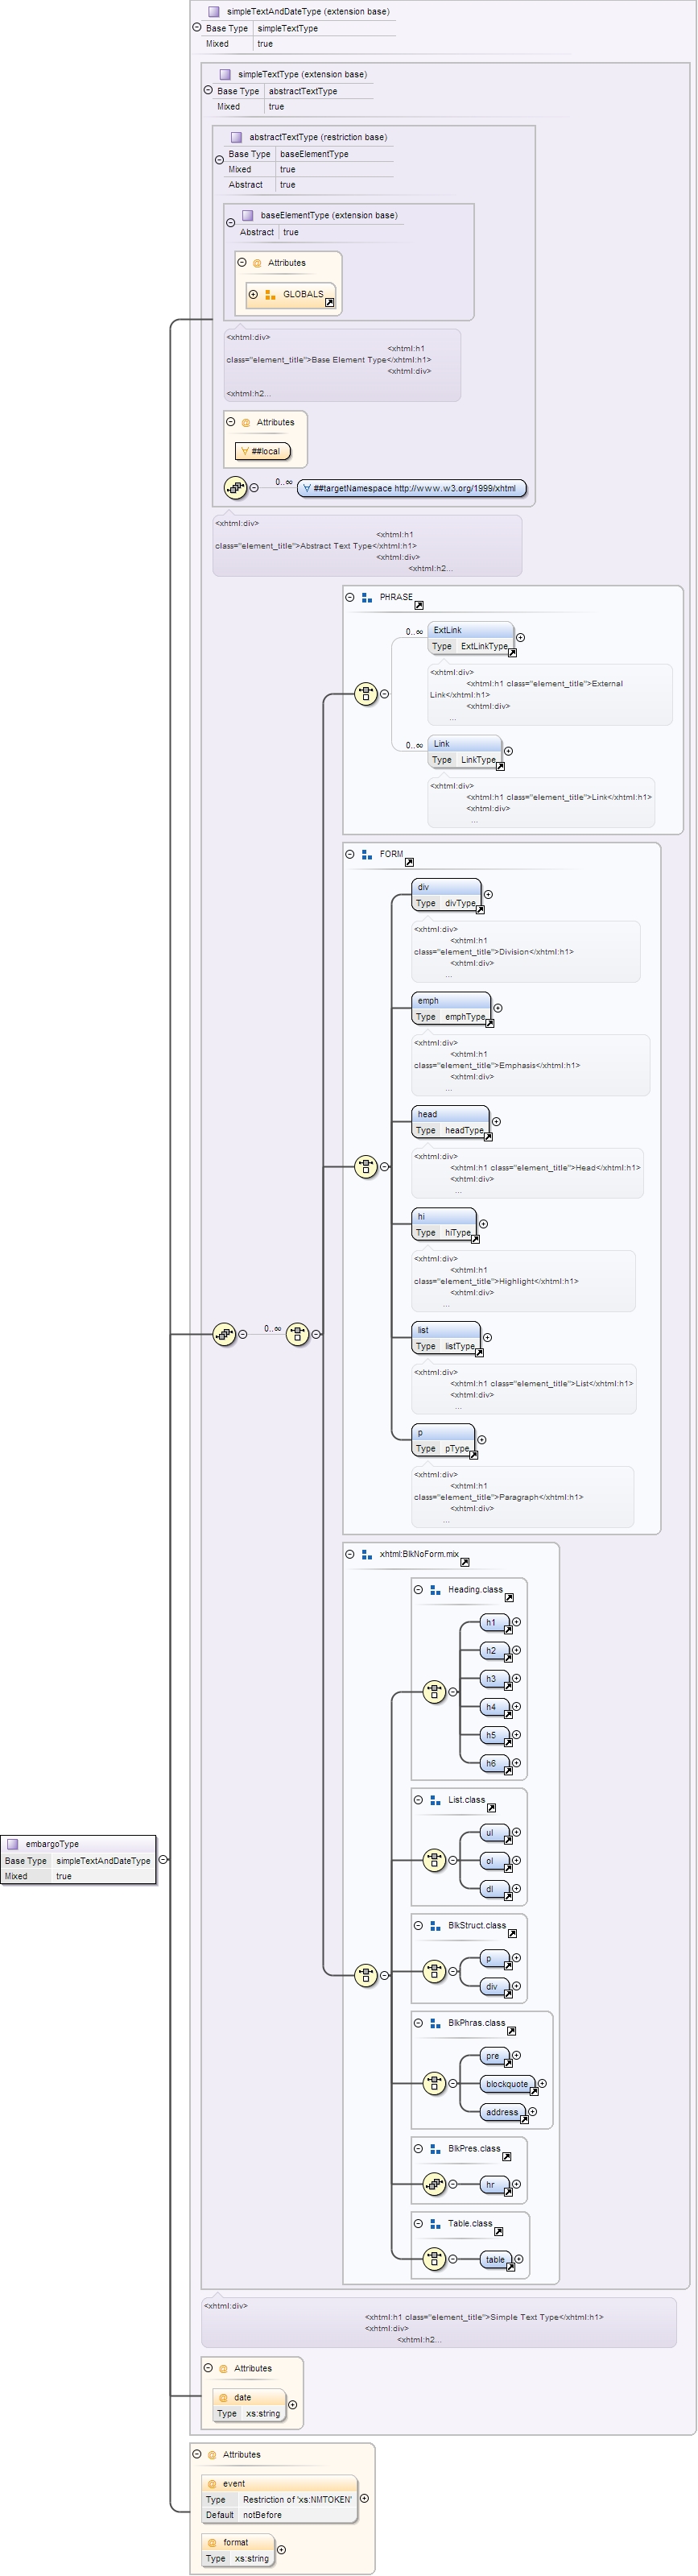 simpleTextAndDateType (extension base)
Base Type simpleTextType
Mixed true
simpleTextType (extension base)
Base Type abstractTextType
Mixed true
abstractTextType (restriction base)
Base Type baseElementType
Mixed true
Abstract true
baseElementType (extension base)
Abstract true
@ Attributes
GLOBALS
<xhtml:div>
<xhtml:h1
class="element_title">Base Element Type</xhtml:h1>
<xhtml:div>
<xhtml:h2...
@ Attributes
##local
0..∞
##targetNamespace http://www.w3.org/1999/xhtml
<xhtml:div>
<xhtml:h1
class="element_title">Abstract Text Type</xhtml:h1>
<xhtml:div>
<xhtml:h2...
PHRASE
0..∞
ExtLink
Type ExtLinkType
<xhtml:div>
<xhtml:h1 class="element_title">External
Link</xhtml:h1>
<xhtml:div>
...
0..∞
Link
Type LinkType
<xhtml:div>
<xhtml:h1 class="element_title">Link</xhtml:h1>
<xhtml:div>
...
FORM
div
Type divType
<xhtml:div>
<xhtml:h1
class="element_title">Division</xhtml:h1>
<xhtml:div>
...
emph
Type emphType
<xhtml:div>
<xhtml:h1
class="element_title">Emphasis</xhtml:h1>
<xhtml:div>
...
head
Type headType
<xhtml:div>
<xhtml:h1 class="element_title">Head</xhtml:h1>
<xhtml:div>
...
hi
Type hiType
<xhtml:div>
<xhtml:h1
class="element_title">Highlight</xhtml:h1>
<xhtml:div>
...
0..∞
list
Type listType
<xhtml:div>
<xhtml:h1 class="element_title">List</xhtml:h1>
<xhtml:div>
...
p
Type pType
<xhtml:div>
<xhtml:h1
class="element_title">Paragraph</xhtml:h1>
<xhtml:div>
...
xhtml:BlkNoForm.mix
Heading.class
h1
h2
h3
h4
h5
h6
List.class
ul
ol
dl
embargoType
Base Type simpleTextAndDateType
Mixed true
BlkStruct.class
p
div
BlkPhras.class
pre
blockquote
address
BlkPres.class
hr
Table.class
table
<xhtml:div>
<xhtml:h1 class="element_title">Simple Text Type</xhtml:h1>
<xhtml:div>
<xhtml:h2...
@ Attributes
@ date
Type xs:string
@ Attributes
@ event
Type Restriction of 'xs:NMTOKEN'
Default notBefore
@ format
Type xs:string